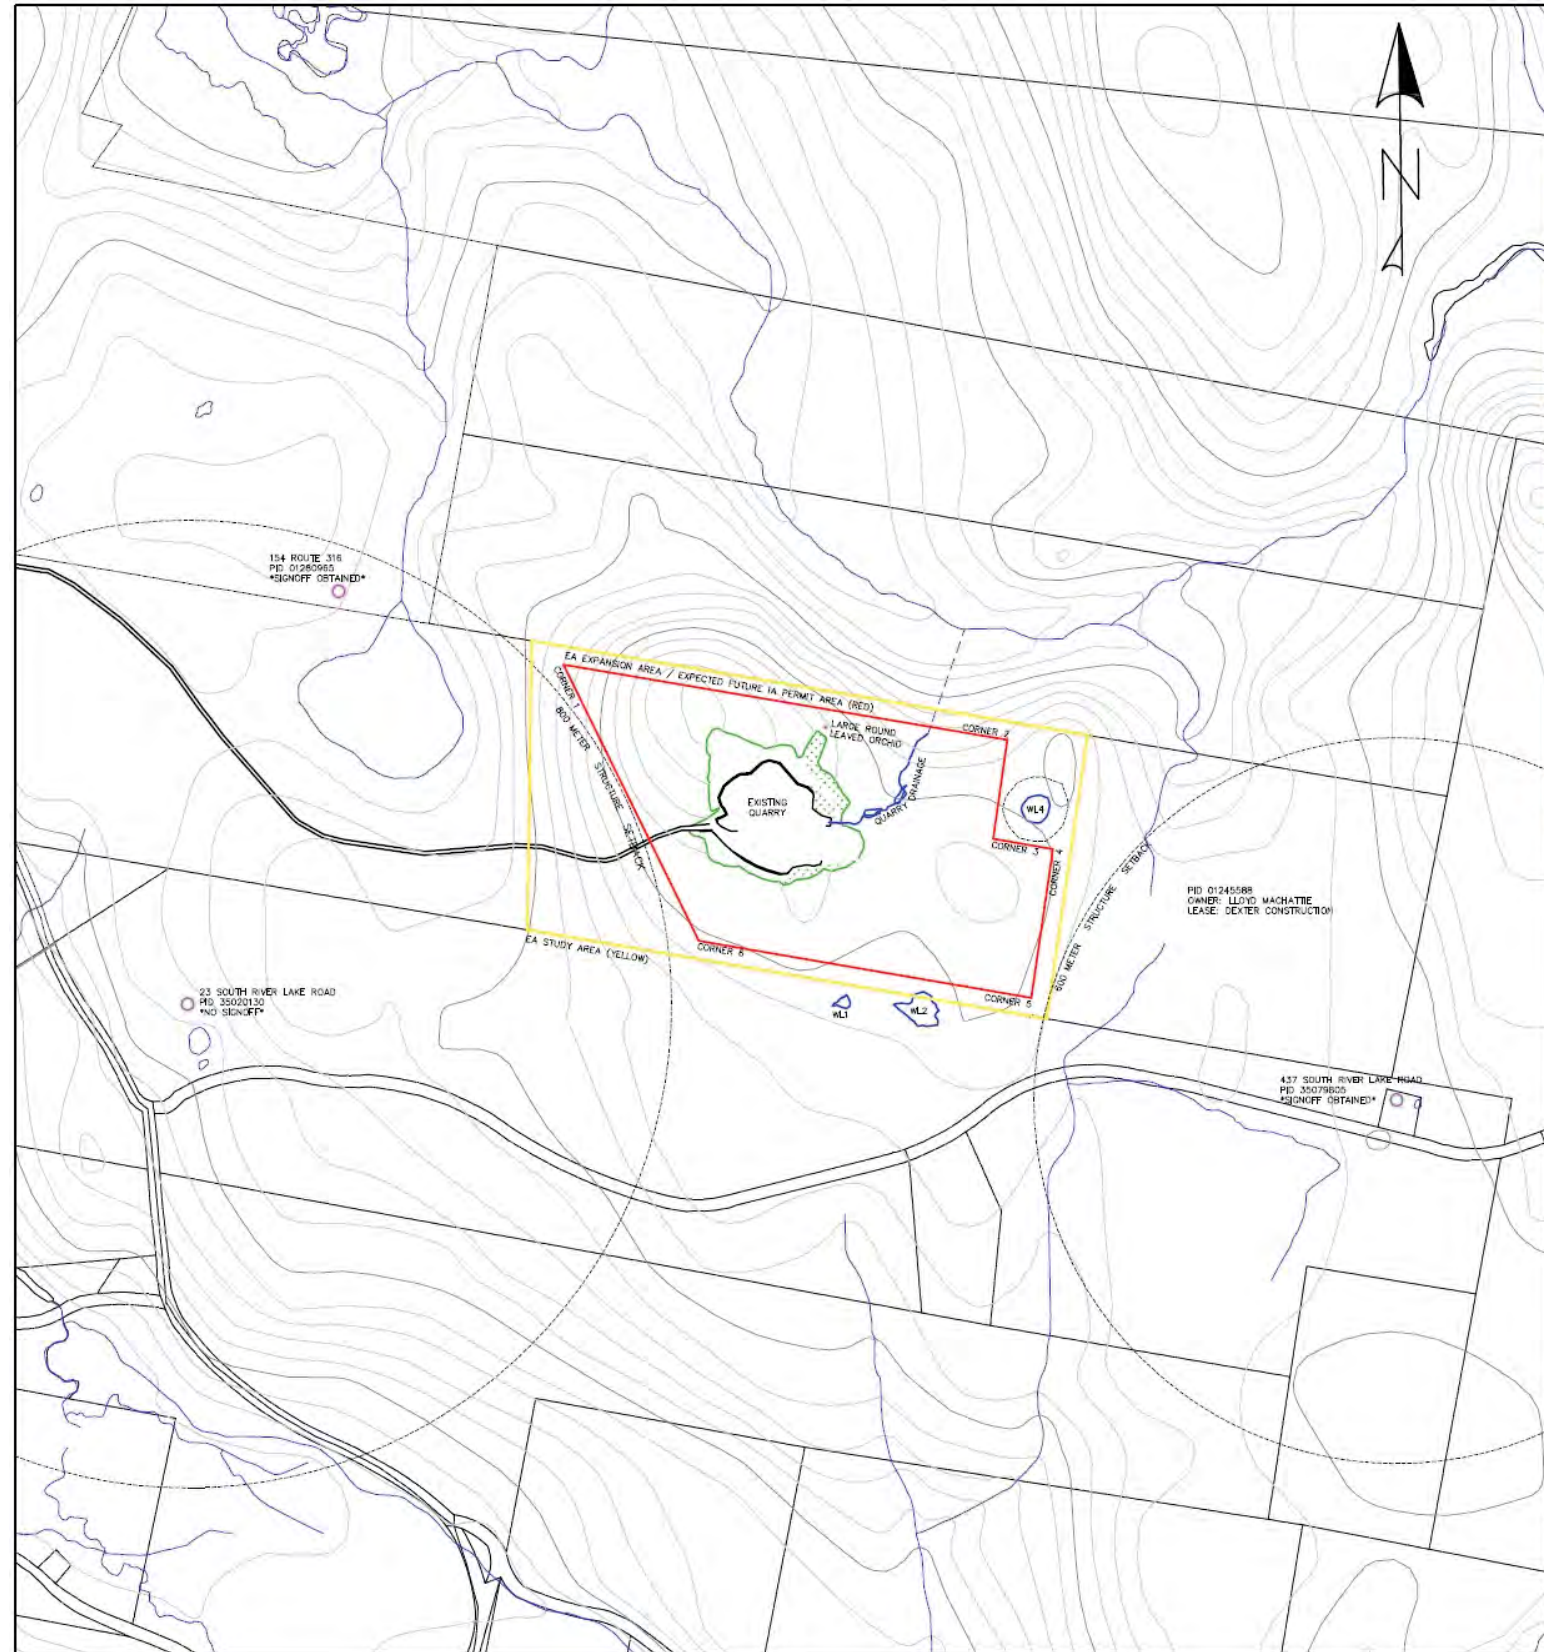 N
154 ROUTE 316
PID 01280965
*SIGNOFF OBTAINED*
EA EXPANSION AREA / EXPECTED FUTURE IA PERMIT AREA (RED)
CORNER 1
800 METER STRUCTURE SETBACK
LARGE ROUND
LEAVED ORCHID
CORNER 2
EXISTING
QUARRY
QUARRY DRAINAGE
WL4
CORNER 3
CORNER 4
PID 01245588
OWNER: LLOYD MACHATTIE
LEASE: DEXTER CONSTRUCTION
600 METER STRUCTURE SETBACK
EA STUDY AREA (YELLOW)
CORNER 6
CORNER 5
23 SOUTH RIVER LAKE ROAD
PID 35020130
*NO SIGNOFF*
WL1
WL2
437 SOUTH RIVER LAKE ROAD
PID 35079805
*SIGNOFF OBTAINED*